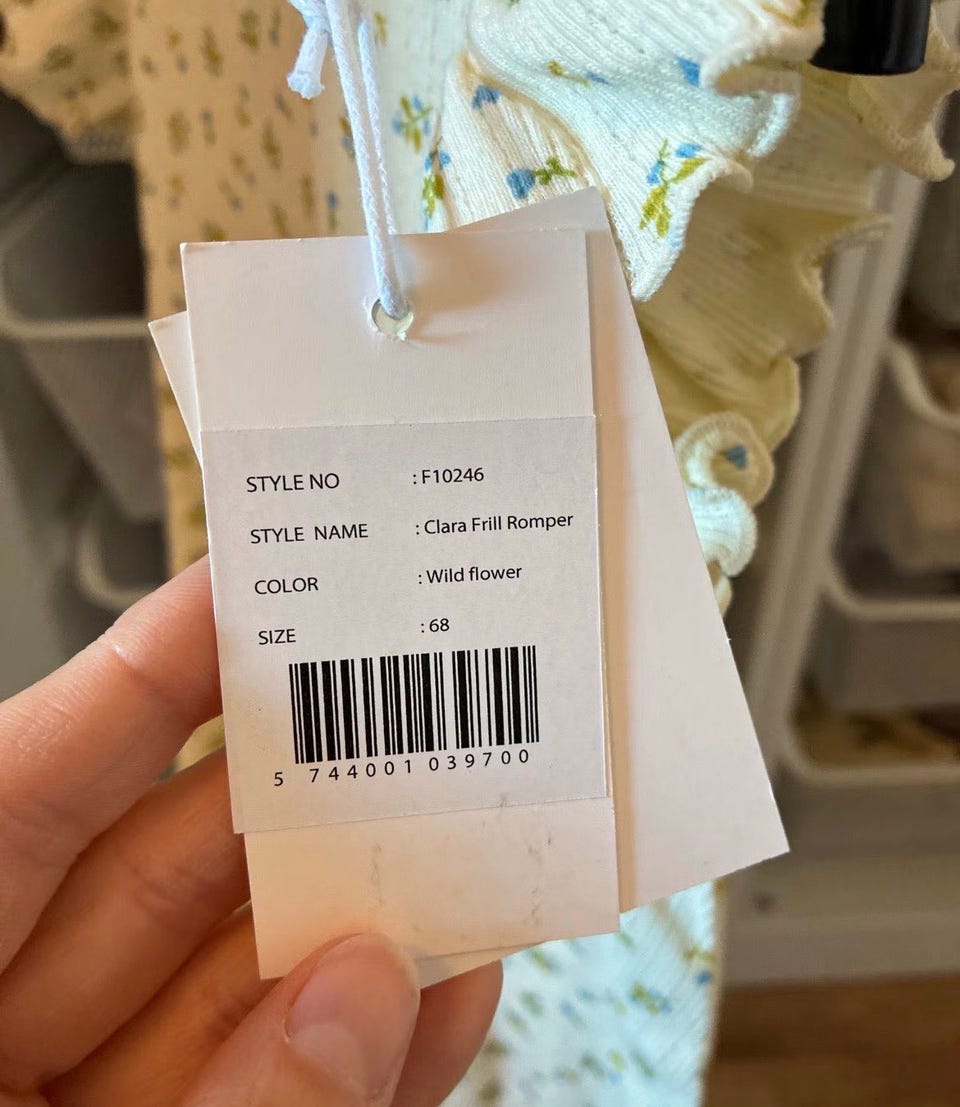 STYLE NO : F10246
STYLE NAME : Clara Frill Romper
COLOR : Wild flower
SIZE : 68
5 744001 039700